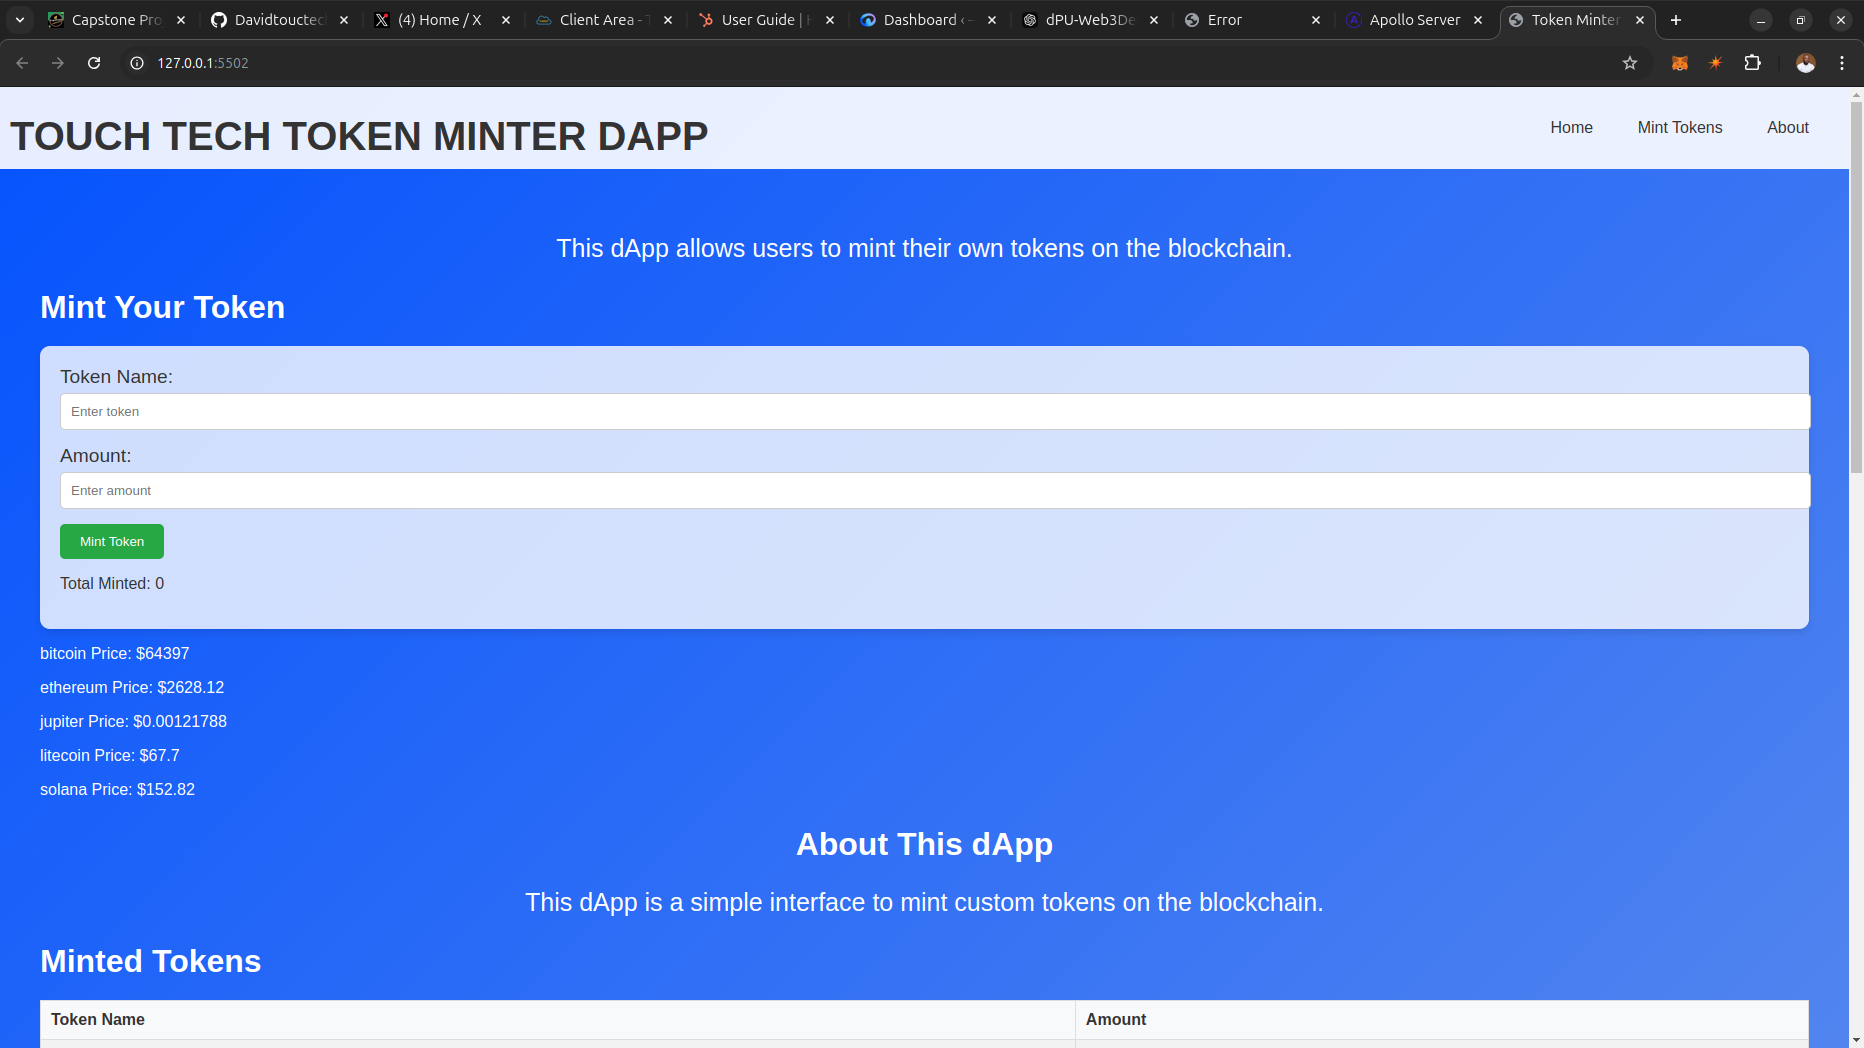 Capstone Pro
Davidtouctec
(4) Home / X
Client Area - T
User Guide | H
Dashboard ‹ –
dPU-Web3De
Error
Apollo Server
Token Minter
127.0.0.1:5502
TOUCH TECH TOKEN MINTER DAPP
Home
Mint Tokens
About
This dApp allows users to mint their own tokens on the blockchain.
Mint Your Token
Token Name:
Enter token
Amount:
Enter amount
Mint Token
Total Minted: 0
bitcoin Price: $64397
ethereum Price: $2628.12
jupiter Price: $0.00121788
litecoin Price: $67.7
solana Price: $152.82
About This dApp
This dApp is a simple interface to mint custom tokens on the blockchain.
Minted Tokens
Token Name
Amount